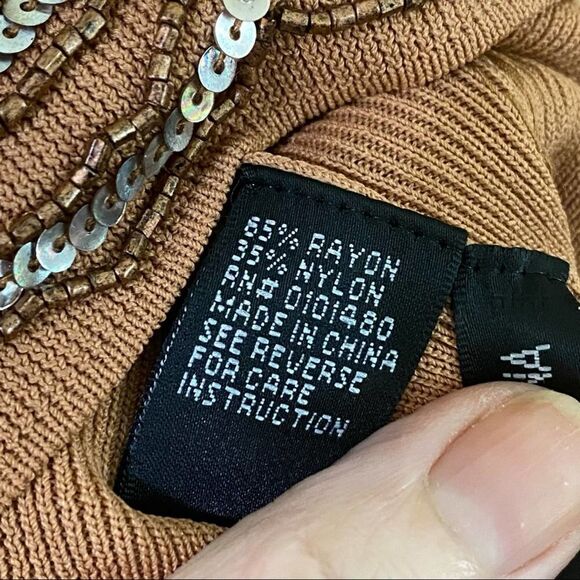 65% RAYON
35% NYLON
RN# 0101480
MADE IN CHINA
SEE REVERSE
FOR CARE
INSTRUCTION